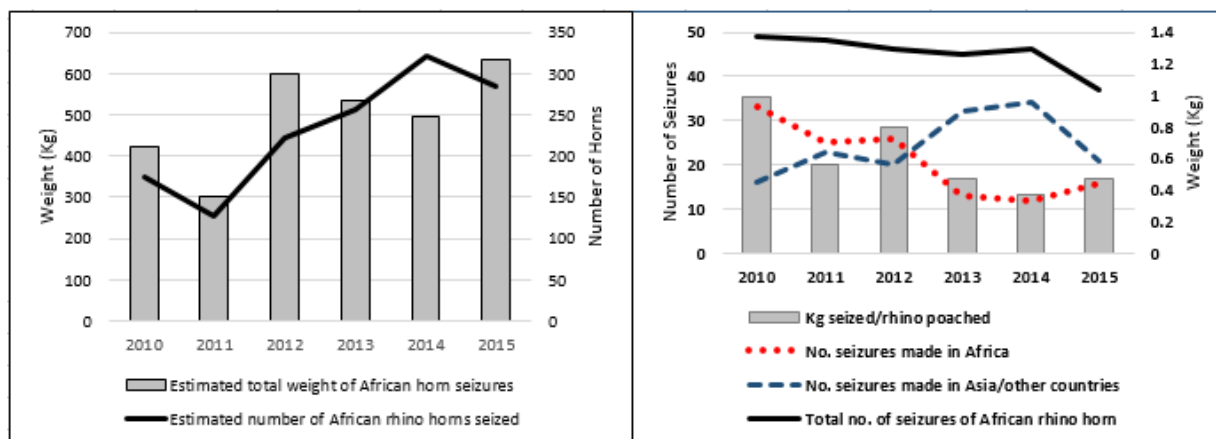 700
600
500
400
300
200
100
0
Weight (Kg)
350
300
250
200
150
100
50
0
Number of Horns
2010 2011 2012 2013 2014 2015
Estimated total weight of African horn seizures
Estimated number of African rhino horns seized
50
40
30
20
10
0
Number of Seizures
1.4
1.2
1
0.8
0.6
0.4
0.2
0
Weight (Kg)
2010 2011 2012 2013 2014 2015
Kg seized/rhino poached
No. seizures made in Africa
No. seizures made in Asia/other countries
Total no. of seizures of African rhino horn